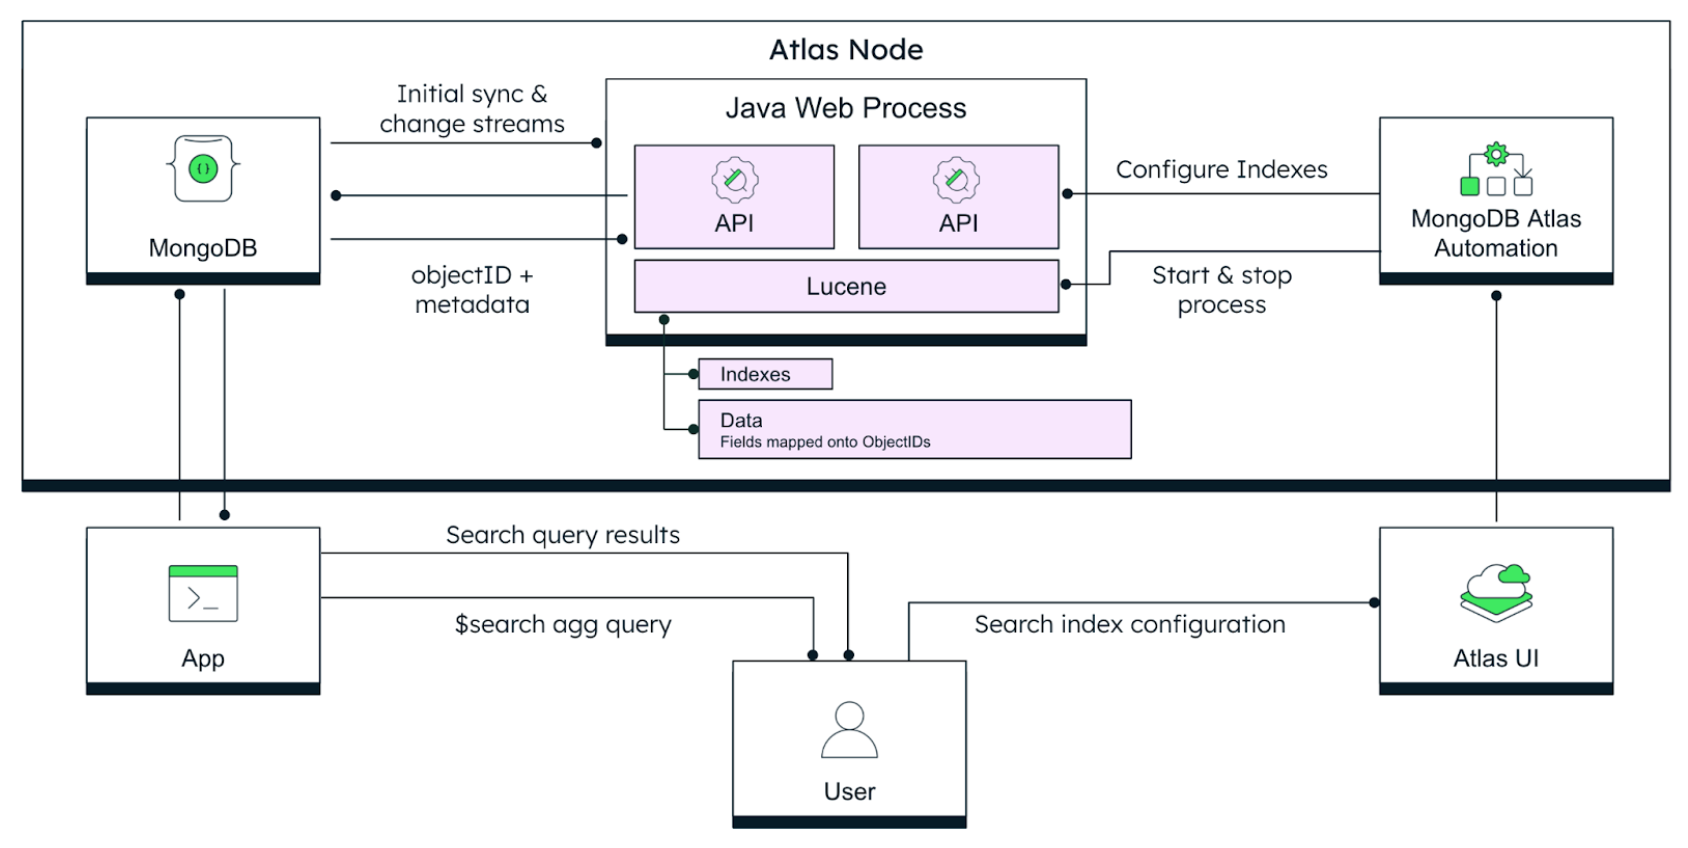 Atlas Node
Java Web Process
Initial sync &
change streams
MongoDB
objectID +
metadata
API
API
Lucene
Indexes
Data
Fields mapped onto ObjectIDs
Configure Indexes
Start & stop
process
MongoDB Atlas
Automation
App
Search query results
$search agg query
User
Search index configuration
Atlas UI